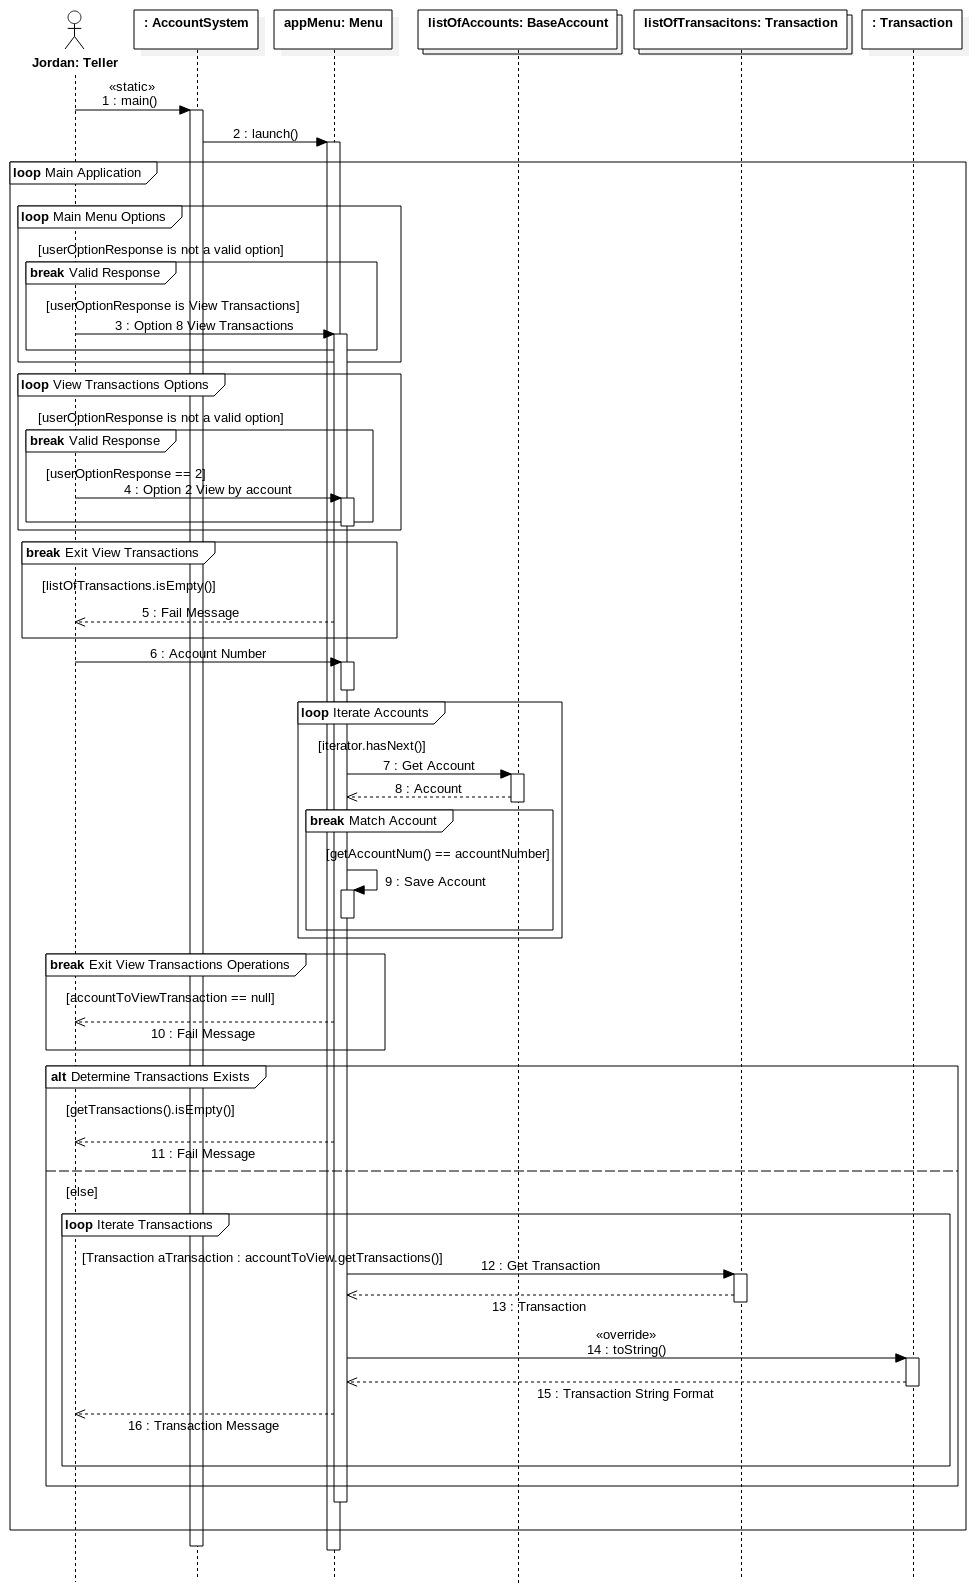 : AccountSystem
appMenu: Menu
listOfAccounts: BaseAccount
listOfTransacitons: Transaction
: Transaction
Jordan: Teller
«static»
1 : main()
2 : launch()
loop Main Application
loop Main Menu Options
[userOptionResponse is not a valid option]
break Valid Response
[userOptionResponse is View Transactions]
3 : Option 8 View Transactions
loop View Transactions Options
[userOptionResponse is not a valid option]
break Valid Response
[userOptionResponse == 2]
4 : Option 2 View by account
break Exit View Transactions
[listOfTransactions.isEmpty()]
5 : Fail Message
6 : Account Number
loop Iterate Accounts
[iterator.hasNext()]
7 : Get Account
8 : Account
break Match Account
[getAccountNum() == accountNumber]
9 : Save Account
break Exit View Transactions Operations
[accountToViewTransaction == null]
10 : Fail Message
alt Determine Transactions Exists
[getTransactions().isEmpty()]
11 : Fail Message
[else]
loop Iterate Transactions
[Transaction aTransaction : accountToView.getTransactions()]
12 : Get Transaction
13 : Transaction
«override»
14 : toString()
15 : Transaction String Format
16 : Transaction Message